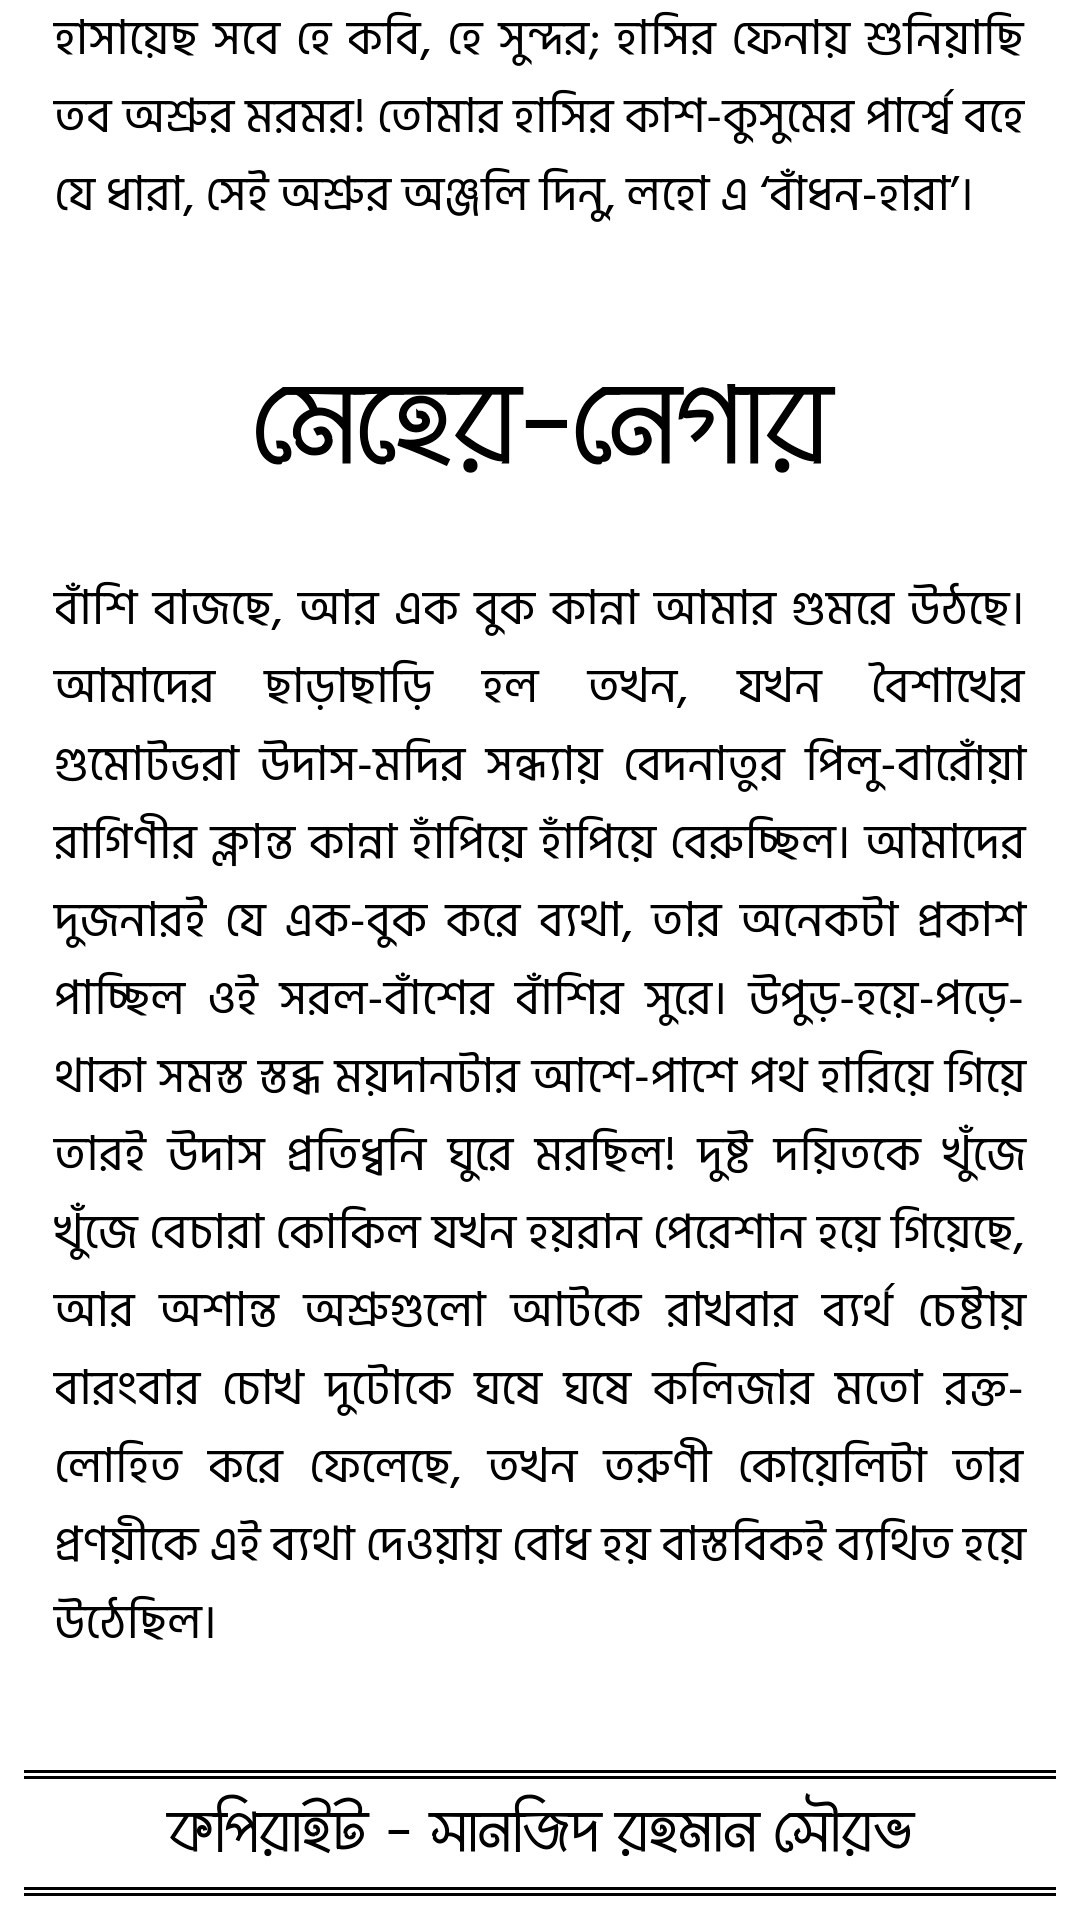 হাসায়েছ সবে হে কবি, হে সুন্দর; হাসির ফেনায় শুনিয়াছি
তব অশ্রুর মরমর! তোমার হাসির কাশ-কুসুমের পার্শ্বে বহে
যে ধারা, সেই অশ্রুর অঞ্জলি দিনু, লহো এ ‘বাঁধন-হারা’।
মেহের-নেগার
বাঁশি বাজছে, আর এক বুক কান্না আমার গুমরে উঠছে।
আমাদের ছাড়াছাড়ি হল তখন, যখন বৈশাখের
গুমোটভরা উদাস-মদির সন্ধ্যায় বেদনাতুর পিলু-বারোঁয়া
রাগিণীর ক্লান্ত কান্না হাঁপিয়ে হাঁপিয়ে বেরুচ্ছিল। আমাদের
দুজনারই যে এক-বুক করে ব্যথা, তার অনেকটা প্রকাশ
পাচ্ছিল ওই সরল-বাঁশের বাঁশির সুরে। উপুড়-হয়ে-পড়ে-
থাকা সমস্ত স্তব্ধ ময়দানটার আশে-পাশে পথ হারিয়ে গিয়ে
তারই উদাস প্রতিধ্বনি ঘুরে মরছিল! দুষ্ট দয়িতকে খুঁজে
খুঁজে বেচারা কোকিল যখন হয়রান পেরেশান হয়ে গিয়েছে,
আর অশান্ত অশ্রুগুলো আটকে রাখবার ব্যর্থ চেষ্টায়
বারংবার চোখ দুটোকে ঘষে ঘষে কলিজার মতো রক্ত-
লোহিত করে ফেলেছে, তখন তরুণী কোয়েলিটা তার
প্রণয়ীকে এই ব্যথা দেওয়ায় বোধ হয় বাস্তবিকই ব্যথিত হয়ে
উঠেছিল।
কপিরাইট - সানজিদ রহমান সৌরভ